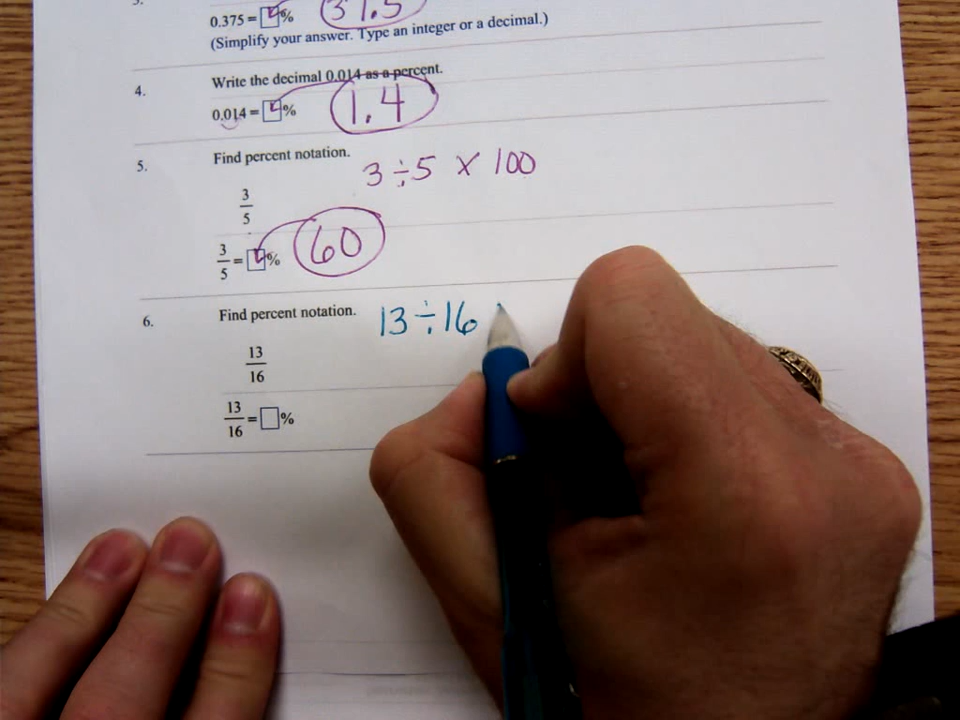 0.375 = % 37.5
(Simplify your answer. Type an integer or a decimal.)
4. Write the decimal 0.014 as a percent.
0.014 = % 1.4
5. Find percent notation.
3 ÷ 5 × 100
3/5
3/5 = % 60
6. Find percent notation. 13 ÷ 16
13/16
13/16 = %